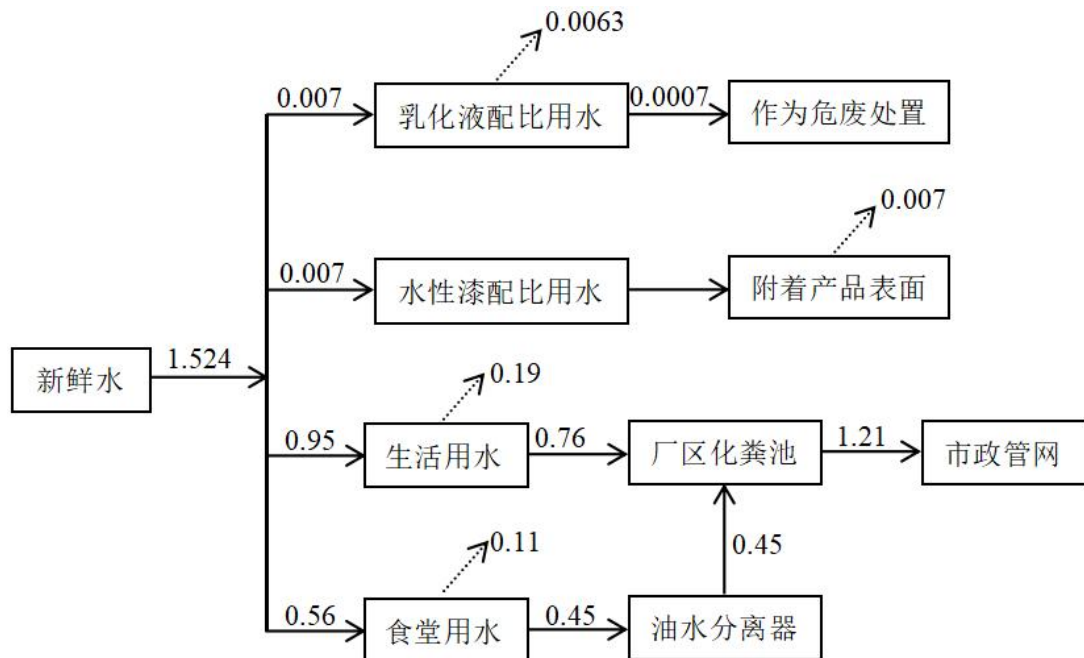 0.0063
0.007
乳化液配比用水
0.0007
作为危废处置
0.007
0.007
水性漆配比用水
附着产品表面
新鲜水
1.524
0.19
0.95
生活用水
0.76
厂区化粪池
1.21
市政管网
0.11
0.45
0.56
食堂用水
0.45
油水分离器